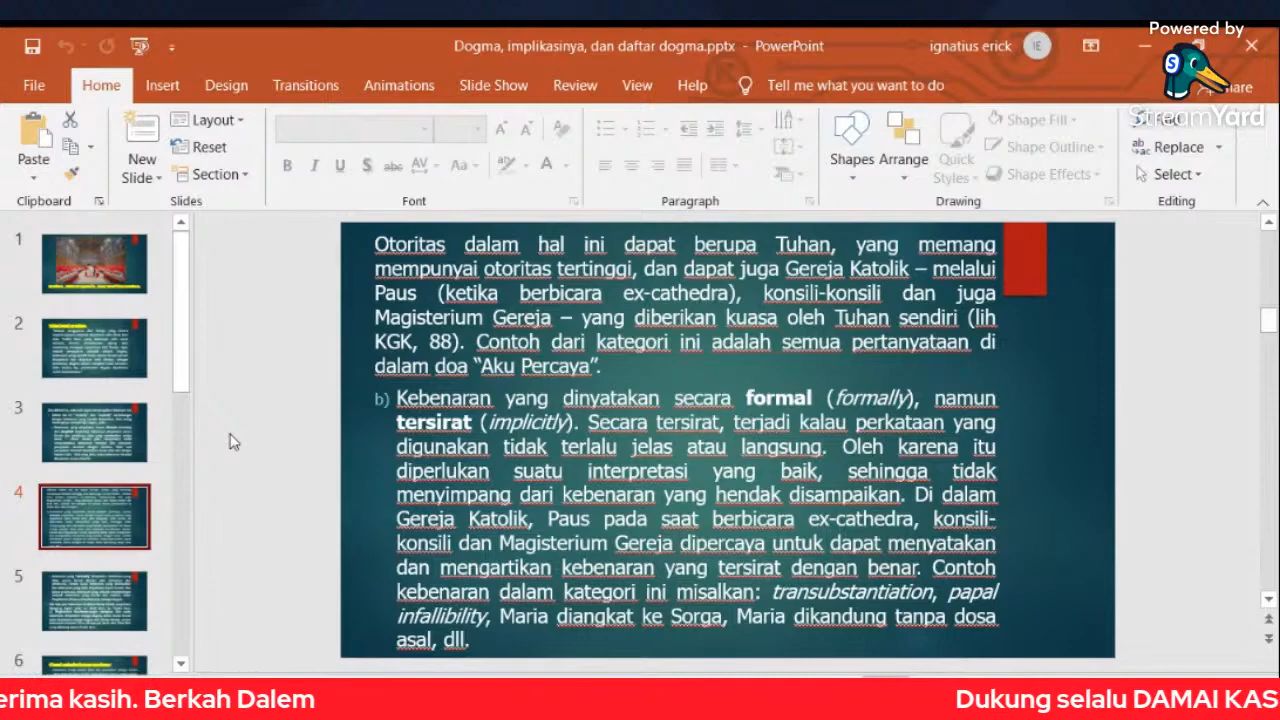 Powered by
StreamYard
Dogma, implikasinya, dan daftar dogma.pptx - PowerPoint
ignatius erick
IE
File
Home
Insert
Design
Transitions
Animations
Slide Show
Review
View
Help
Tell me what you want to do
Paste
Clipboard
New
Slide
Layout
Reset
Section
Slides
Font
Paragraph
Shapes
Arrange
Quick
Styles
Shape Fill
Shape Outline
Shape Effects
Drawing
Replace
Select
Editing
1
2
3
4
5
6
Otoritas dalam hal ini dapat berupa Tuhan, yang memang
mempunyai otoritas tertinggi, dan dapat juga Gereja Katolik – melalui
Paus (ketika berbicara ex-cathedra), konsili-konsili dan juga
Magisterium Gereja – yang diberikan kuasa oleh Tuhan sendiri (lih
KGK, 88). Contoh dari kategori ini adalah semua pertanyataan di
dalam doa “Aku Percaya”.
b) Kebenaran yang dinyatakan secara formal (formally), namun
tersirat (implicitly). Secara tersirat, terjadi kalau perkataan yang
digunakan tidak terlalu jelas atau langsung. Oleh karena itu
diperlukan suatu interpretasi yang baik, sehingga tidak
menyimpang dari kebenaran yang hendak disampaikan. Di dalam
Gereja Katolik, Paus pada saat berbicara ex-cathedra, konsili-
konsili dan Magisterium Gereja dipercaya untuk dapat menyatakan
dan mengartikan kebenaran yang tersirat dengan benar. Contoh
kebenaran dalam kategori ini misalkan: transubstantiation, papal
infallibility, Maria diangkat ke Sorga, Maria dikandung tanpa dosa
asal, dll.
erima kasih. Berkah Dalem
Dukung selalu DAMAI KAS